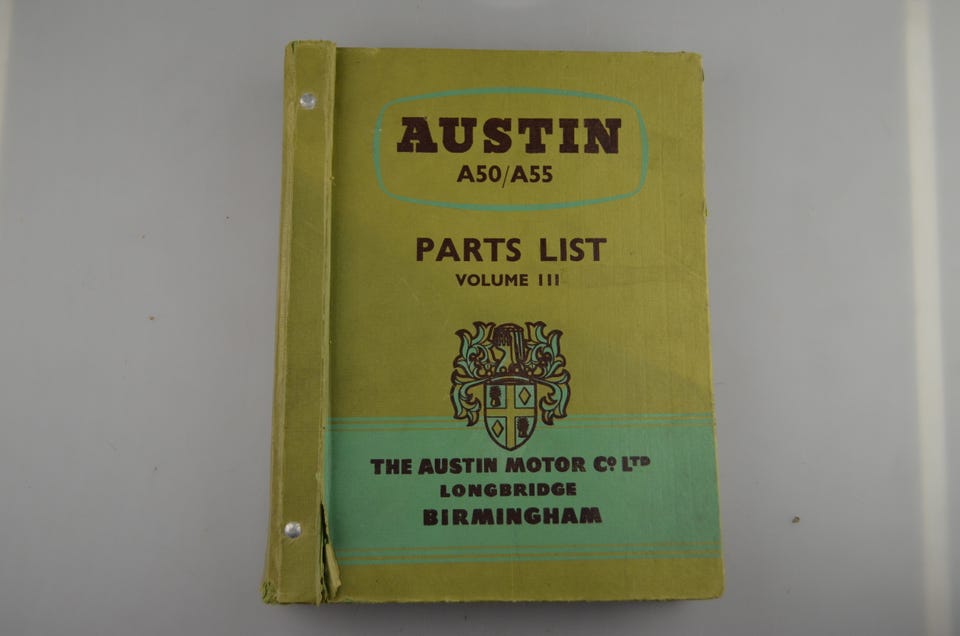 AUSTIN
A50/A55
PARTS LIST
VOLUME III
THE AUSTIN MOTOR CO LTD
LONGBRIDGE
BIRMINGHAM